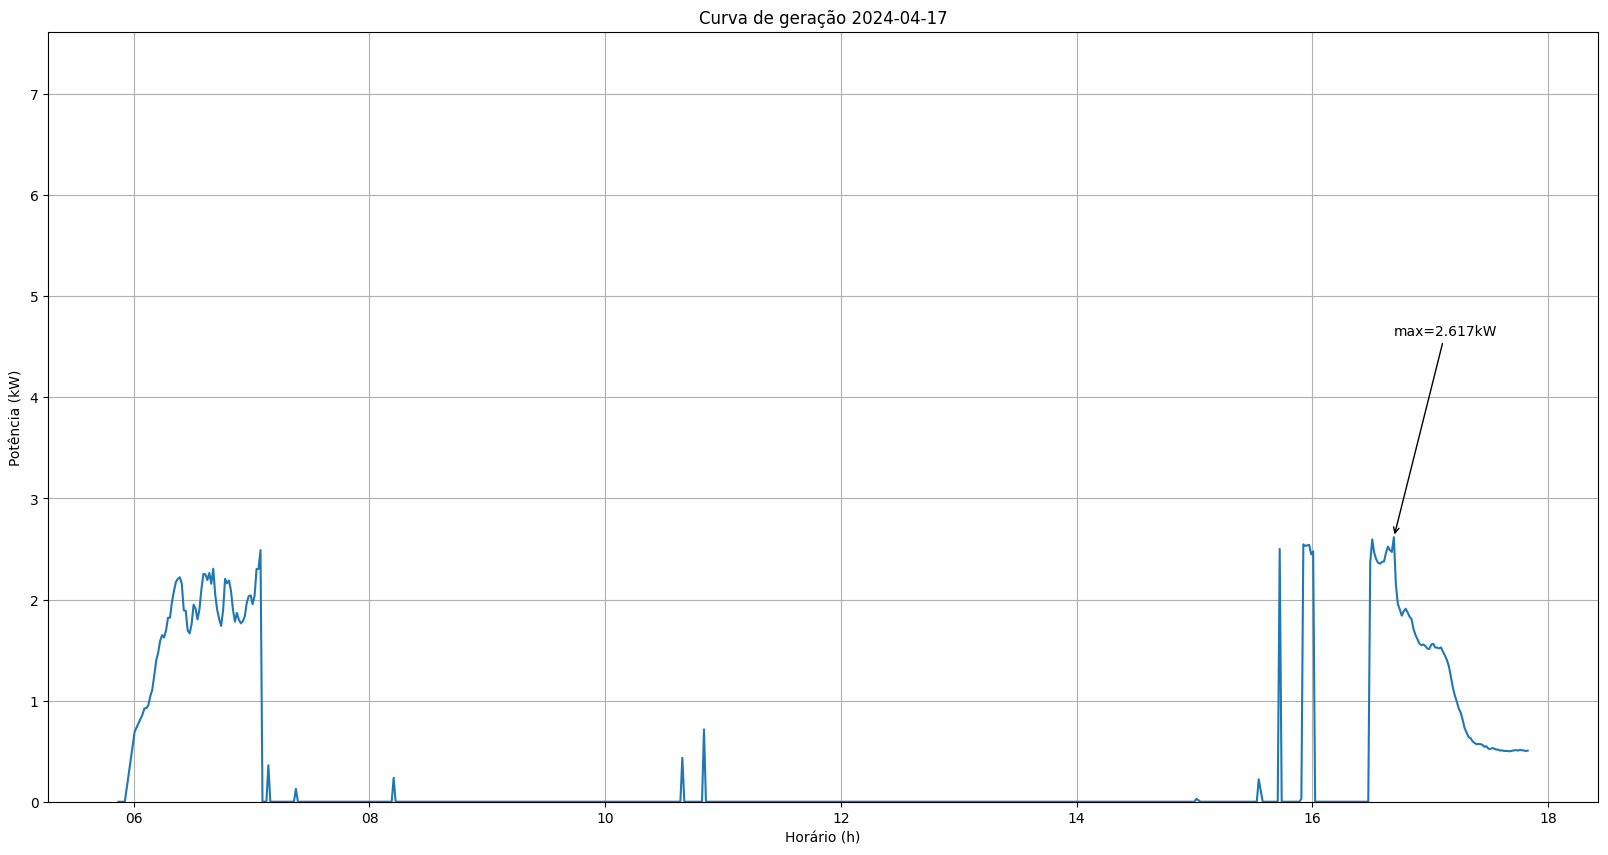 Curva de geração 2024-04-17
7
6
5
4
3
2
1
0
Potência (kW)
max=2.617kW
06 08 10 12 14 16 18
Horário (h)